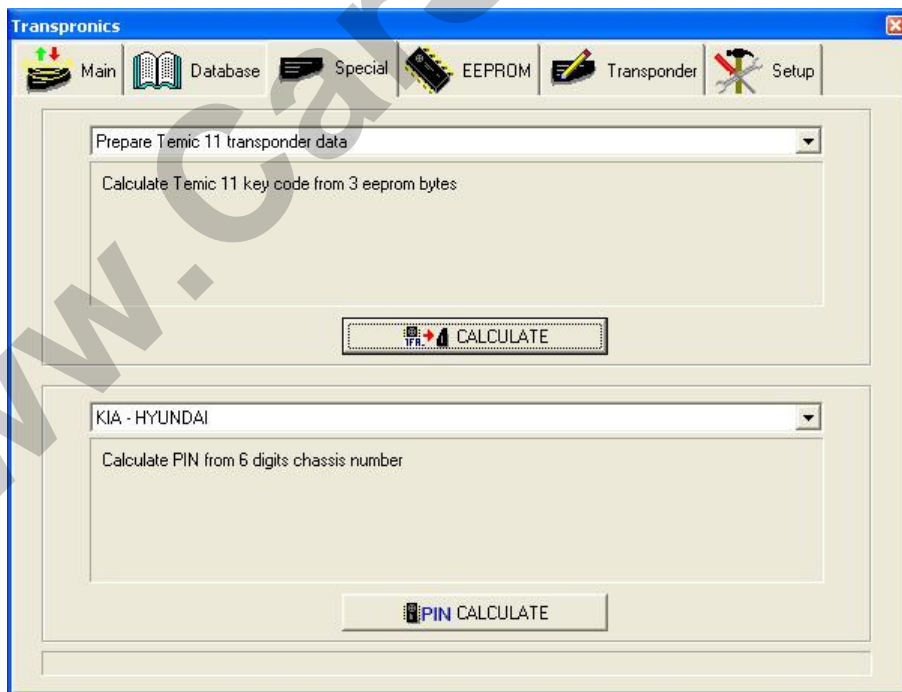 Transpronics
Main Database Special EEPROM Transponder Setup
Prepare Temic 11 transponder data
Calculate Temic 11 key code from 3 eeprom bytes
1FA. CALCULATE
KIA - HYUNDAI
Calculate PIN from 6 digits chassis number
PIN CALCULATE